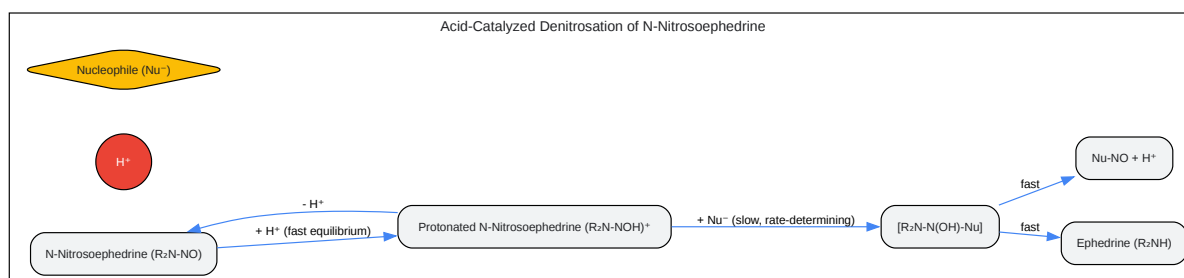 Acid-Catalyzed Denitrosation of N-Nitrosoephedrine
Nucleophile (Nu⁻)
H⁺
Nu-NO + H⁺
fast
- H⁺
+ H⁺ (fast equilibrium)
N-Nitrosoephedrine (R₂N-NO)
Protonated N-Nitrosoephedrine (R₂N-NOH)⁺
+ Nu⁻ (slow, rate-determining)
[R₂N-N(OH)-Nu]
fast
Ephedrine (R₂NH)